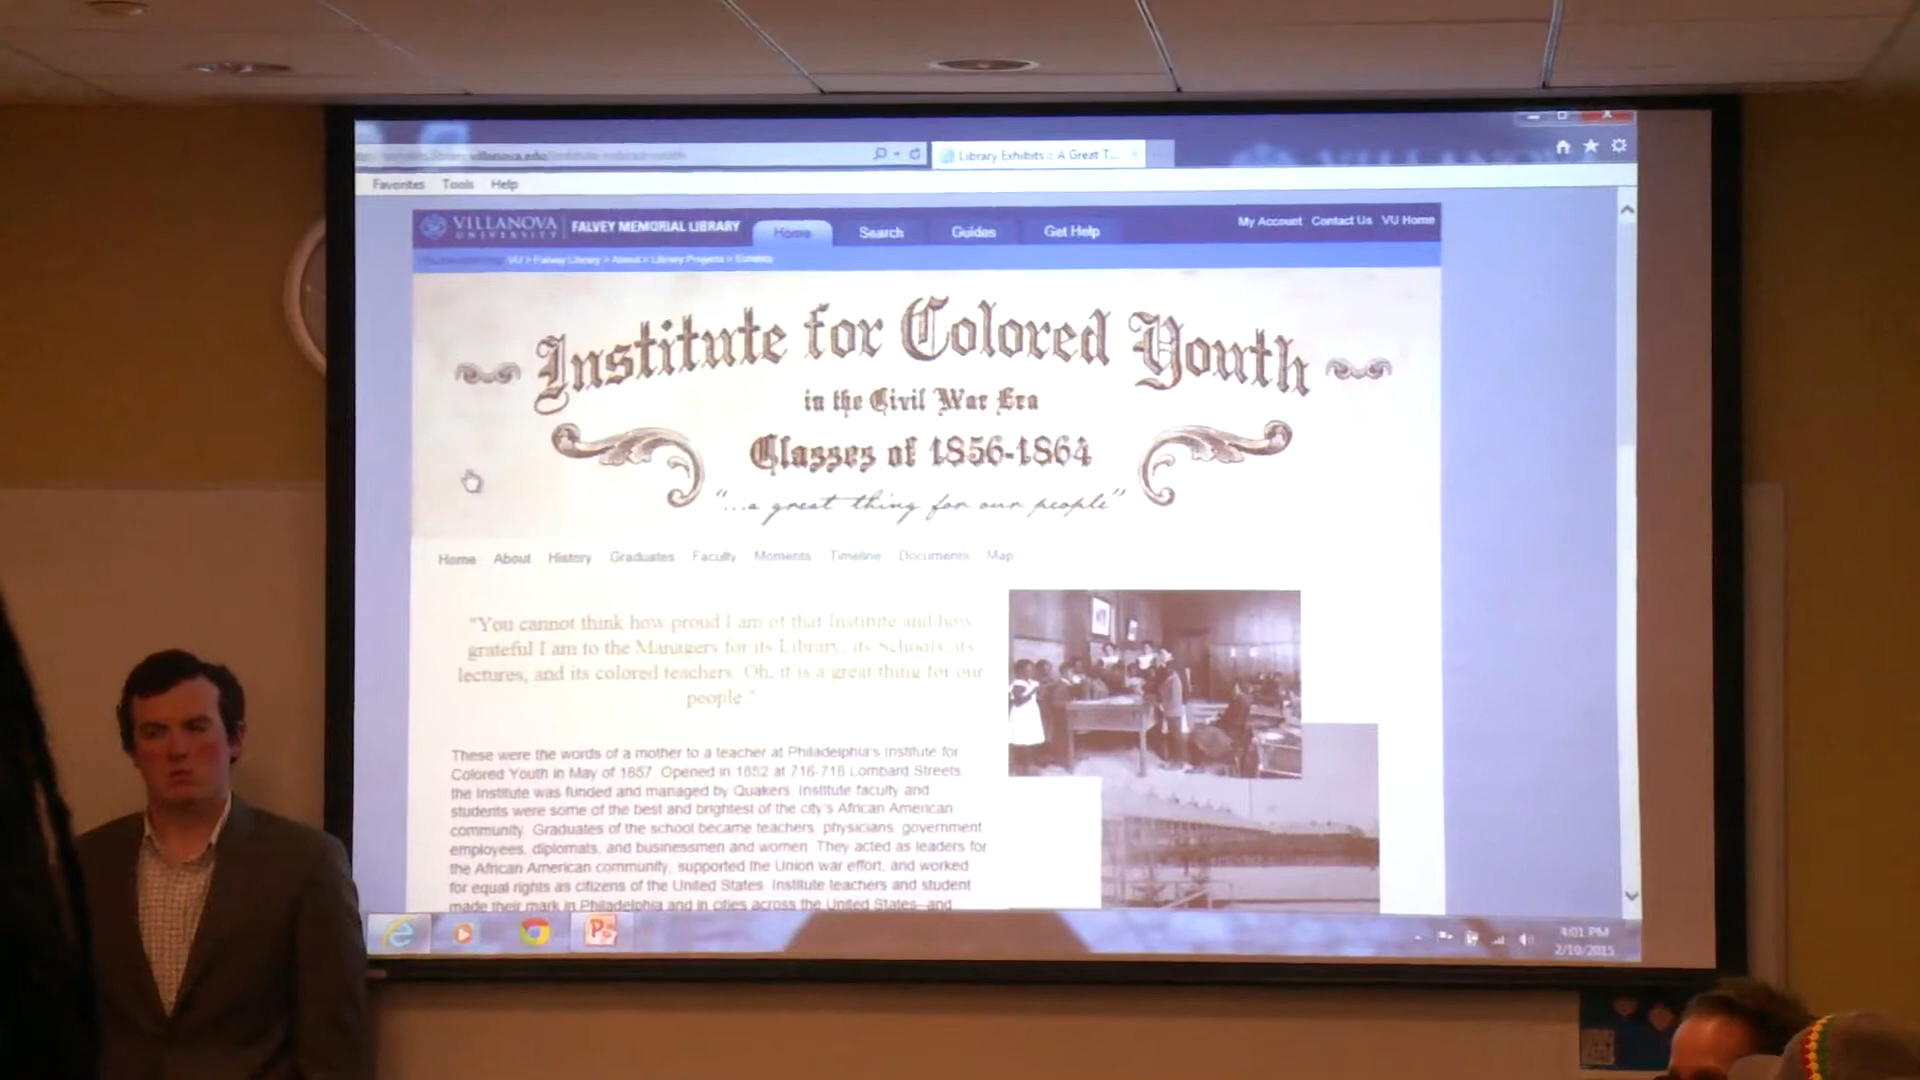 villanova.edu
Library Exhibits :: A Great T...
Favorites Tools Help
VILLANOVA UNIVERSITY FALVEY MEMORIAL LIBRARY Home Search Guides Get Help My Account Contact Us VU Home
VU > Falvey Library > About > Library Projects > Exhibits
Institute for Colored Youth
in the Civil War Era
Classes of 1856-1864
"...a great thing for our people"
Home About History Graduates Faculty Moments Timeline Documents Map
"You cannot think how proud I am of that Institute and how
grateful I am to the Managers for its Library, its Schools, its
lectures, and its colored teachers. Oh, it is a great thing for our
people."
These were the words of a mother to a teacher at Philadelphia's Institute for
Colored Youth in May of 1857. Opened in 1852 at 716-718 Lombard Streets
the Institute was funded and managed by Quakers. Institute faculty and
students were some of the best and brightest of the city's African American
community. Graduates of the school became teachers, physicians, government
employees, diplomats, and businessmen and women. They acted as leaders for
the African American community, supported the Union war effort, and worked
for equal rights as citizens of the United States. Institute teachers and student
made their mark in Philadelphia and in cities across the United States--and
4:01 PM
2/19/2015